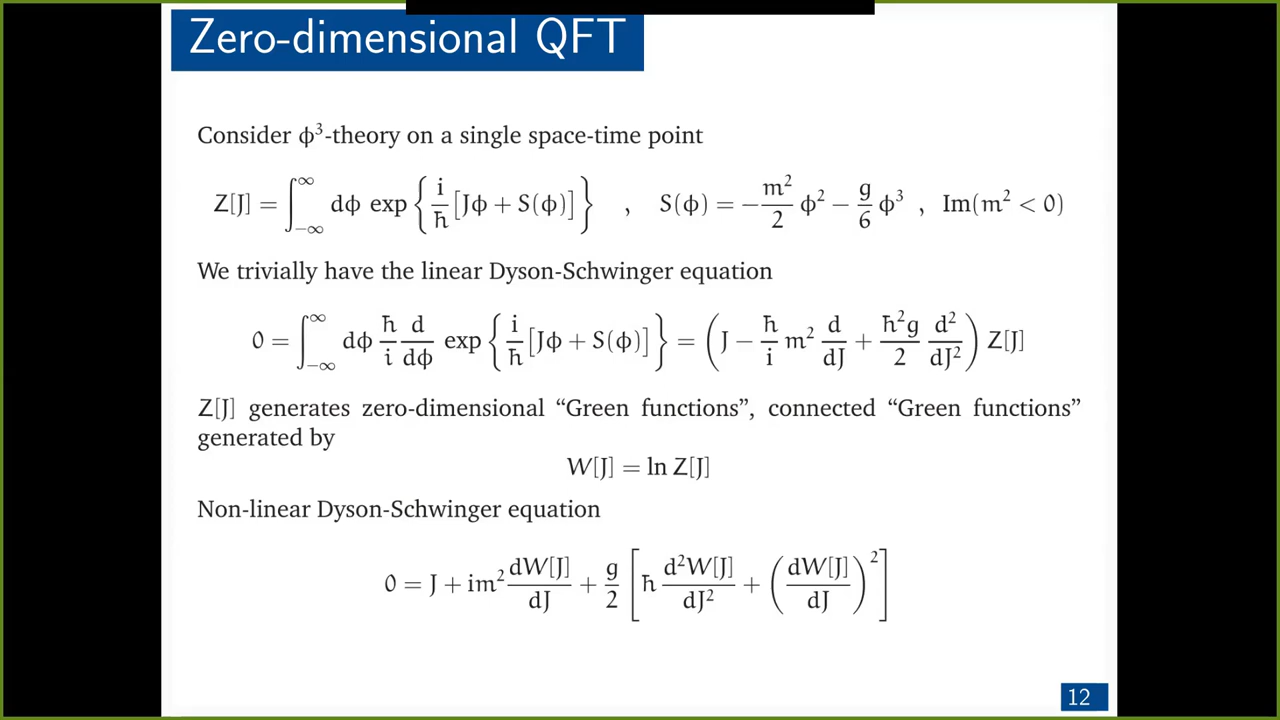 Zero-dimensional QFT
Consider ϕ³-theory on a single space-time point
Z[J] = ∫_{−∞}^{∞} dϕ exp { i/ħ [Jϕ + S(ϕ)] } , S(ϕ) = − m²/2 ϕ² − g/6 ϕ³ , Im(m² < 0)
We trivially have the linear Dyson-Schwinger equation
0 = ∫_{−∞}^{∞} dϕ ħ/i d/dϕ exp { i/ħ [Jϕ + S(ϕ)] } = ( J − ħ/i m² d/dJ + ħ²g/2 d²/dJ² ) Z[J]
Z[J] generates zero-dimensional “Green functions”, connected “Green functions”
generated by
W[J] = ln Z[J]
Non-linear Dyson-Schwinger equation
0 = J + im² dW[J]/dJ + g/2 [ ħ d²W[J]/dJ² + ( dW[J]/dJ )² ]
12